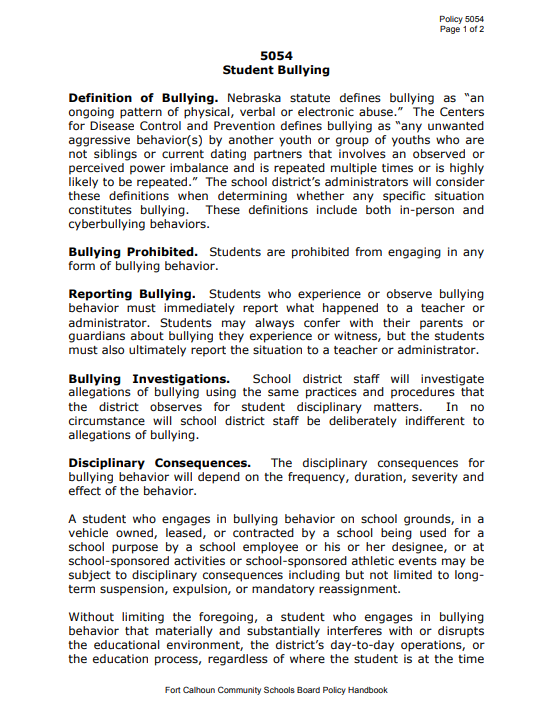 Policy 5054
Page 1 of 2
5054
Student Bullying
Definition of Bullying. Nebraska statute defines bullying as “an
ongoing pattern of physical, verbal or electronic abuse.” The Centers
for Disease Control and Prevention defines bullying as “any unwanted
aggressive behavior(s) by another youth or group of youths who are
not siblings or current dating partners that involves an observed or
perceived power imbalance and is repeated multiple times or is highly
likely to be repeated.” The school district’s administrators will consider
these definitions when determining whether any specific situation
constitutes bullying. These definitions include both in-person and
cyberbullying behaviors.
Bullying Prohibited. Students are prohibited from engaging in any
form of bullying behavior.
Reporting Bullying. Students who experience or observe bullying
behavior must immediately report what happened to a teacher or
administrator. Students may always confer with their parents or
guardians about bullying they experience or witness, but the students
must also ultimately report the situation to a teacher or administrator.
Bullying Investigations. School district staff will investigate
allegations of bullying using the same practices and procedures that
the district observes for student disciplinary matters. In no
circumstance will school district staff be deliberately indifferent to
allegations of bullying.
Disciplinary Consequences. The disciplinary consequences for
bullying behavior will depend on the frequency, duration, severity and
effect of the behavior.
A student who engages in bullying behavior on school grounds, in a
vehicle owned, leased, or contracted by a school being used for a
school purpose by a school employee or his or her designee, or at
school-sponsored activities or school-sponsored athletic events may be
subject to disciplinary consequences including but not limited to long-
term suspension, expulsion, or mandatory reassignment.
Without limiting the foregoing, a student who engages in bullying
behavior that materially and substantially interferes with or disrupts
the educational environment, the district’s day-to-day operations, or
the education process, regardless of where the student is at the time
Fort Calhoun Community Schools Board Policy Handbook